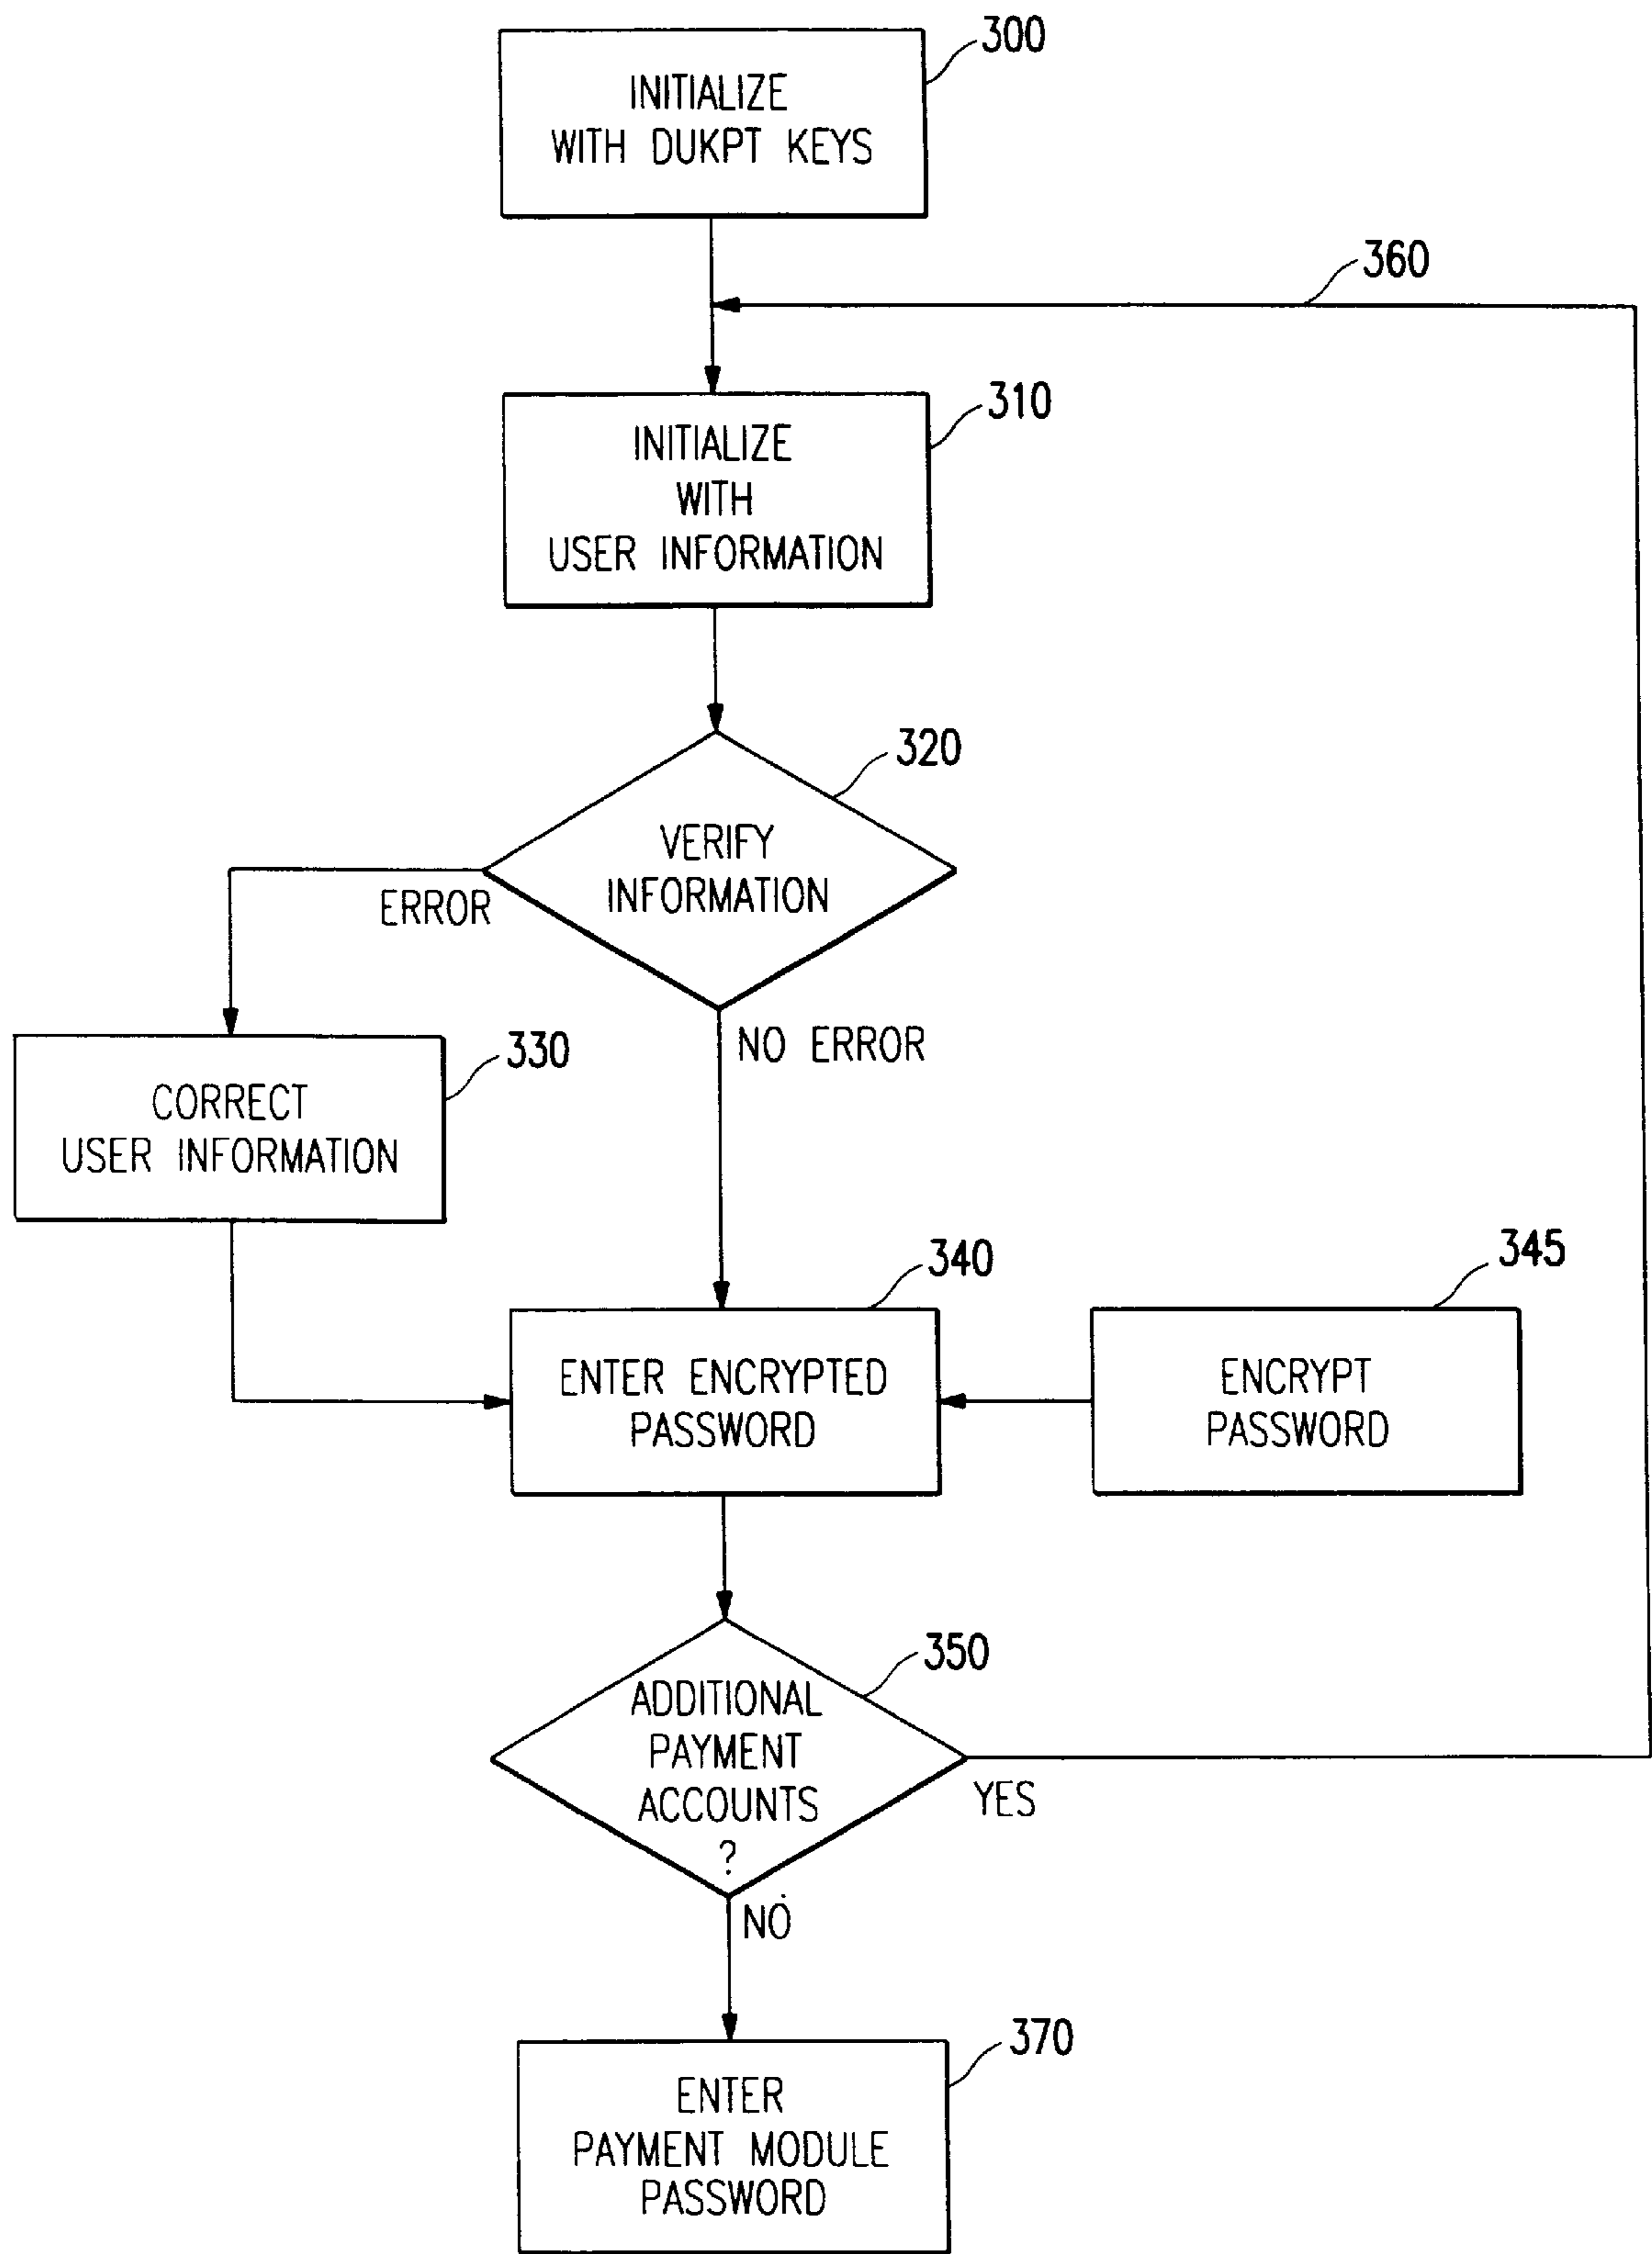 300
INITIALIZE
WITH DUKPT KEYS
360
310
INITIALIZE
WITH
USER INFORMATION
320
VERIFY
INFORMATION
ERROR
NO ERROR
330
CORRECT
USER INFORMATION
340
345
ENTER ENCRYPTED
PASSWORD
ENCRYPT
PASSWORD
350
ADDITIONAL
PAYMENT
ACCOUNTS
?
YES
NO
370
ENTER
PAYMENT MODULE
PASSWORD